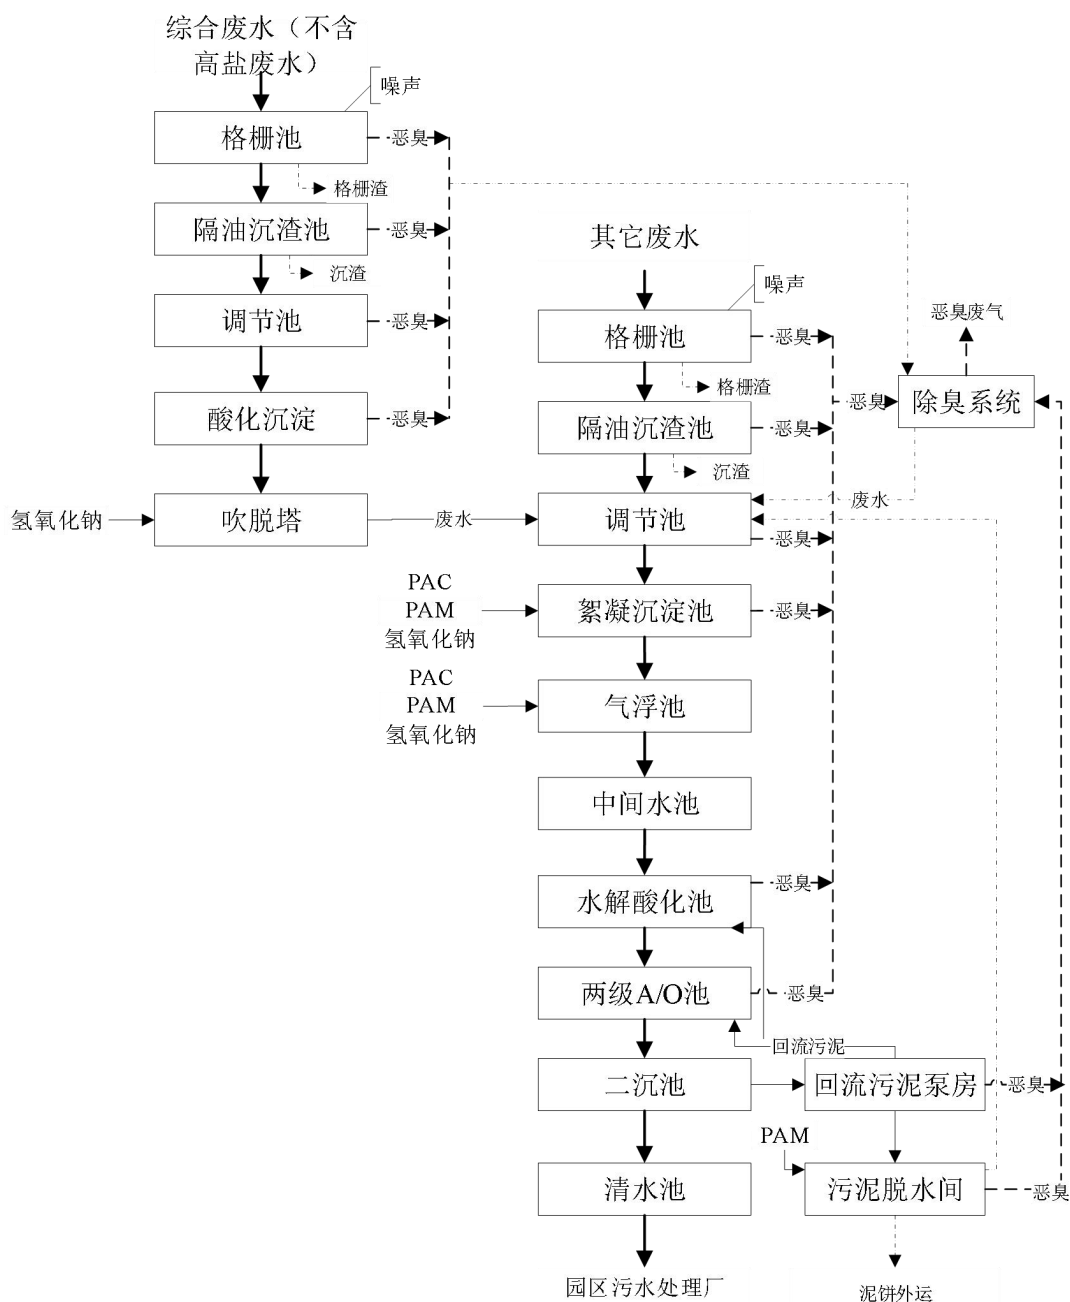 综合废水（不含
高盐废水）
噪声
格栅池
恶臭
格栅渣
隔油沉渣池
恶臭
沉渣
调节池
恶臭
酸化沉淀
恶臭
氢氧化钠
吹脱塔
废水
其它废水
噪声
格栅池
恶臭
格栅渣
隔油沉渣池
恶臭
沉渣
调节池
恶臭
恶臭废气
恶臭
除臭系统
废水
PAC
PAM
氢氧化钠
絮凝沉淀池
恶臭
PAC
PAM
氢氧化钠
气浮池
中间水池
水解酸化池
恶臭
两级A/O池
恶臭
回流污泥
二沉池
回流污泥泵房
恶臭
PAM
清水池
污泥脱水间
恶臭
园区污水处理厂
泥饼外运